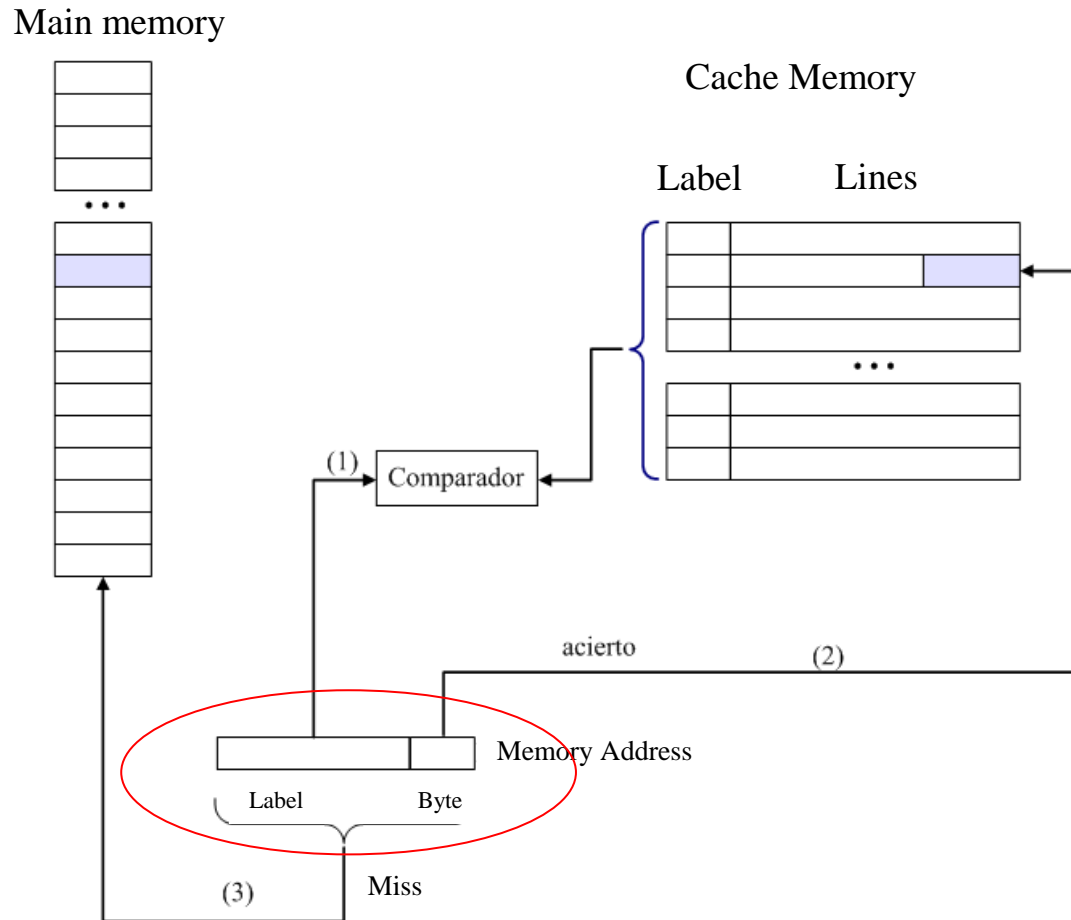 Main memory
Cache Memory
Label Lines
(1)
Comparador
acierto
(2)
Memory Address
Label Byte
(3)
Miss